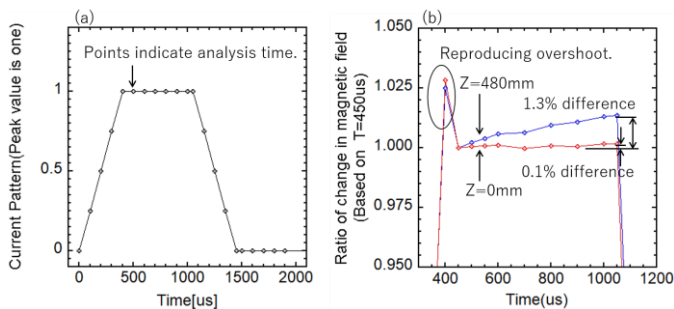 (a)
Points indicate analysis time.
Current Pattern(Peak value is one)
1
0.5
0
0 500 1000 1500 2000
Time[us]
(b)
Reproducing overshoot.
Z=480mm
1.3% difference
Z=0mm
0.1% difference
Ratio of change in magnetic field
(Based on T=450us)
1.050
1.025
1.000
0.975
0.950
400 600 800 1000 1200
Time(us)